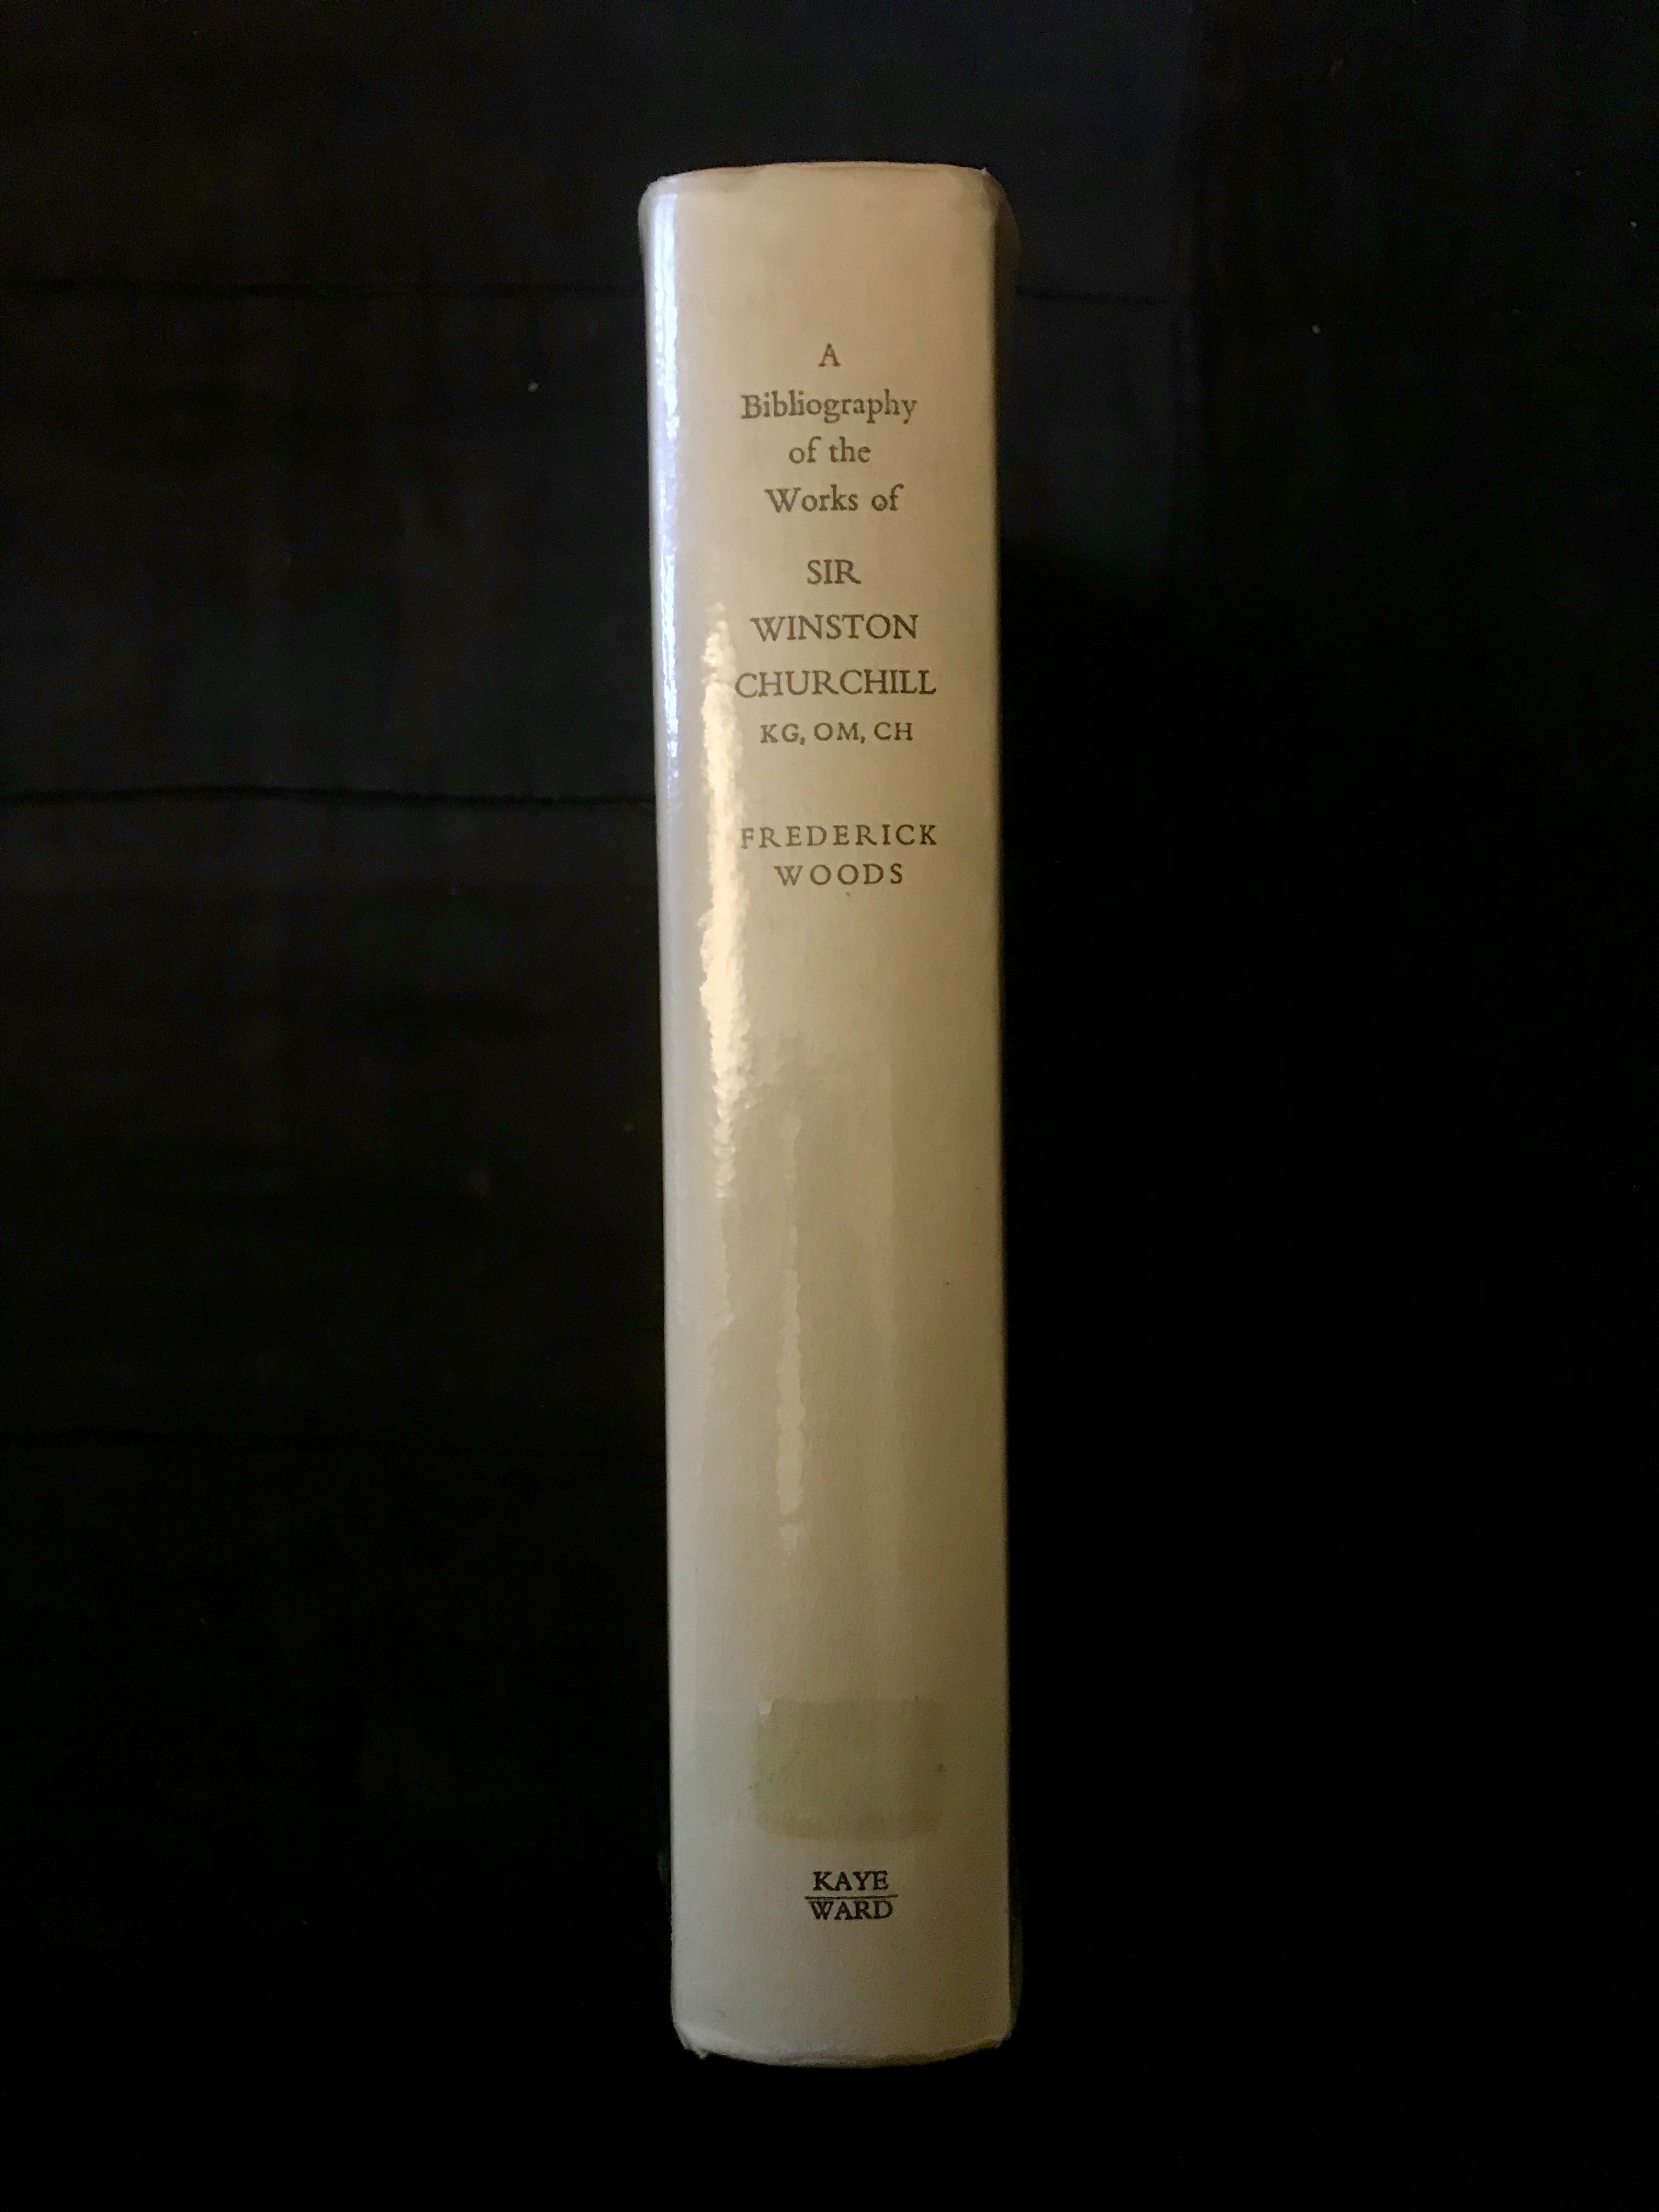 A
Bibliography
of the
Works of
SIR
WINSTON
CHURCHILL
KG, OM, CH
FREDERICK
WOODS
KAYE
WARD